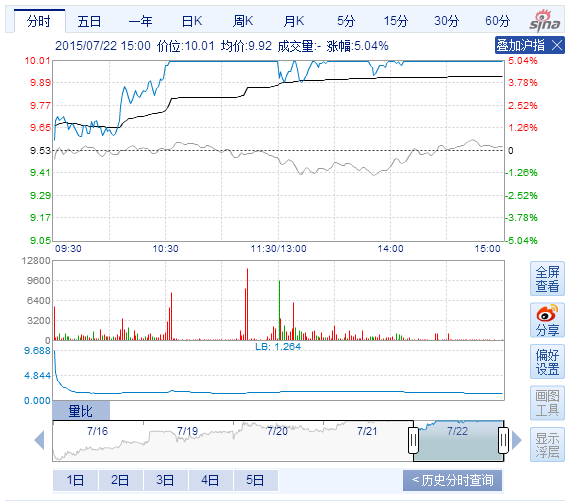 分时 五日 一年 日K 周K 月K 5分 15分 30分 60分 sina
2015/07/22 15:00 价位:10.01 均价:9.92 成交量:- 涨幅:5.04% 叠加沪指
10.01 5.04%
9.89 3.78%
9.77 2.52%
9.65 1.26%
9.53 0
9.41 -1.26%
9.29 -2.52%
9.17 -3.78%
9.05 -5.04%
09:30 10:30 11:30/13:00 14:00 15:00
12800
9600
6400
3200
0
LB: 1.264
9.688
4.844
0.000
量比
7/16 7/17 7/20 7/21 7/22
1日 2日 3日 4日 5日 <历史分时查询
全屏
查看
分享
偏好
设置
画图
工具
显示
浮层